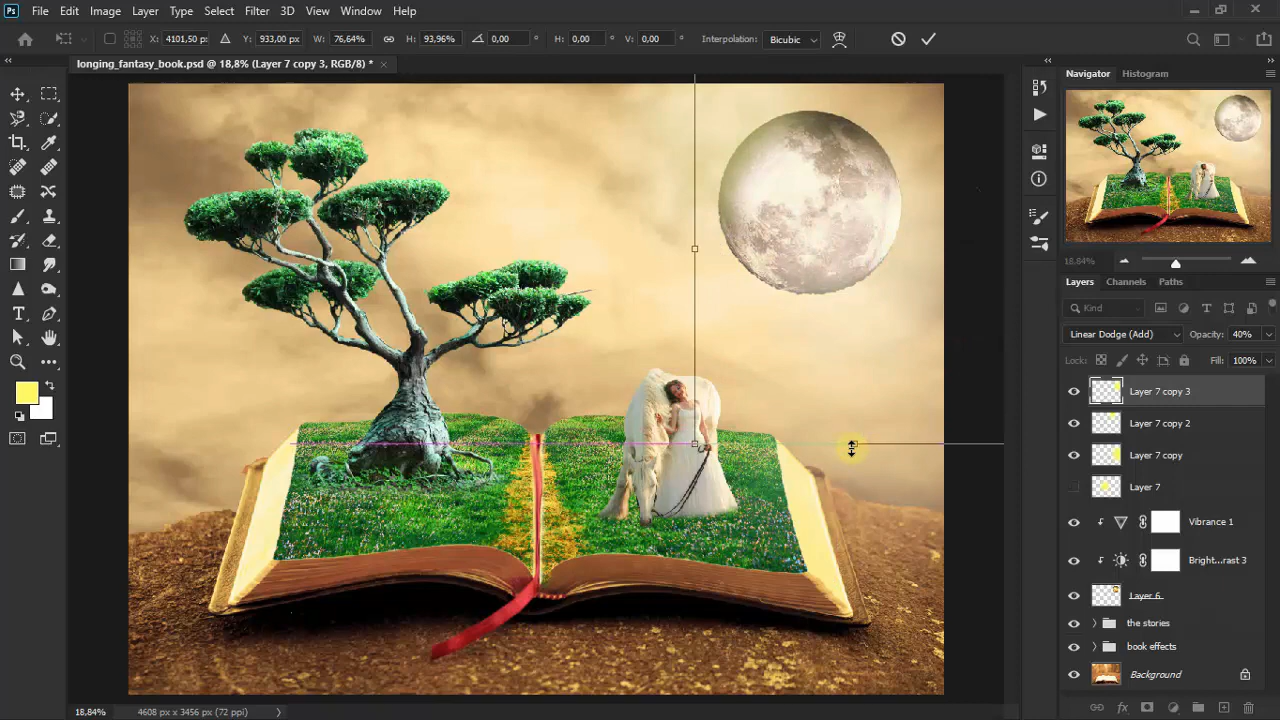 Ps File Edit Image Layer Type Select Filter 3D View Window Help
X: 4101,50 px Y: 933,00 px W: 76,64% H: 93,96% 0,00 ° H: 0,00 ° V: 0,00 ° Interpolation: Bicubic
longing_fantasy_book.psd @ 18,8% (Layer 7 copy 3, RGB/8) *
Navigator Histogram
18,84%
Layers Channels Paths
Kind
Linear Dodge (Add) Opacity: 40%
Lock: Fill: 100%
Layer 7 copy 3
Layer 7 copy 2
Layer 7 copy
Layer 7
Vibrance 1
Bright...rast 3
Layer 6
the stories
book effects
Background
18,84% 4608 px x 3456 px (72 ppi)